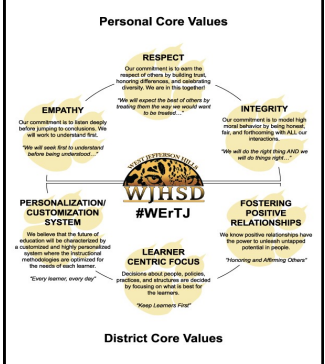 Personal Core Values
RESPECT
Our commitment is to earn the
respect of others by building trust,
honoring differences, and celebrating
diversity. We are in this together!
"We will expect the best of others by
treating them the way we would want
to be treated…"
EMPATHY
Our commitment is to listen deeply
before jumping to conclusions. We
will work to understand first.
"We will seek first to understand
before being understood…"
INTEGRITY
Our commitment is to model high
moral behavior by being honest,
fair, and forthcoming with ALL our
interactions.
"We will do the right thing AND we
will do things right…"
WEST JEFFERSON HILLS
WJHSD
#WErTJ
PERSONALIZATION/
CUSTOMIZATION
SYSTEM
We believe that the future of
education will be characterized by
a customized and highly personalized
system where the instructional
methodologies are optimized for
the needs of each learner.
"Every learner, every day"
FOSTERING
POSITIVE
RELATIONSHIPS
We know positive relationships have
the power to unleash untapped
potential in people.
"Honoring and Affirming Others"
LEARNER
CENTRIC FOCUS
Decisions about people, policies,
practices, and structures are decided
by focusing on what is best for
the learners.
"Keep Learners First"
District Core Values